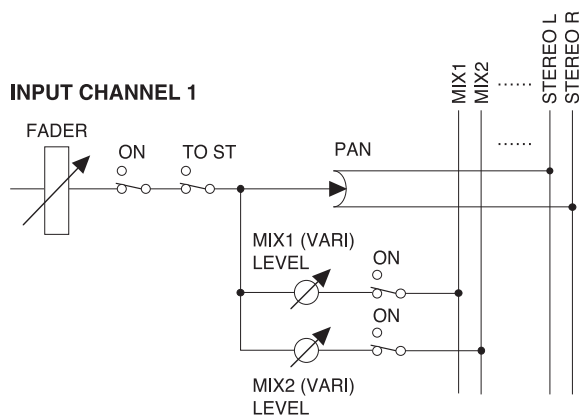 INPUT CHANNEL 1
FADER
ON
TO ST
PAN
MIX1
MIX2
......
STEREO L
STEREO R
......
MIX1 (VARI)
LEVEL
ON
ON
MIX2 (VARI)
LEVEL